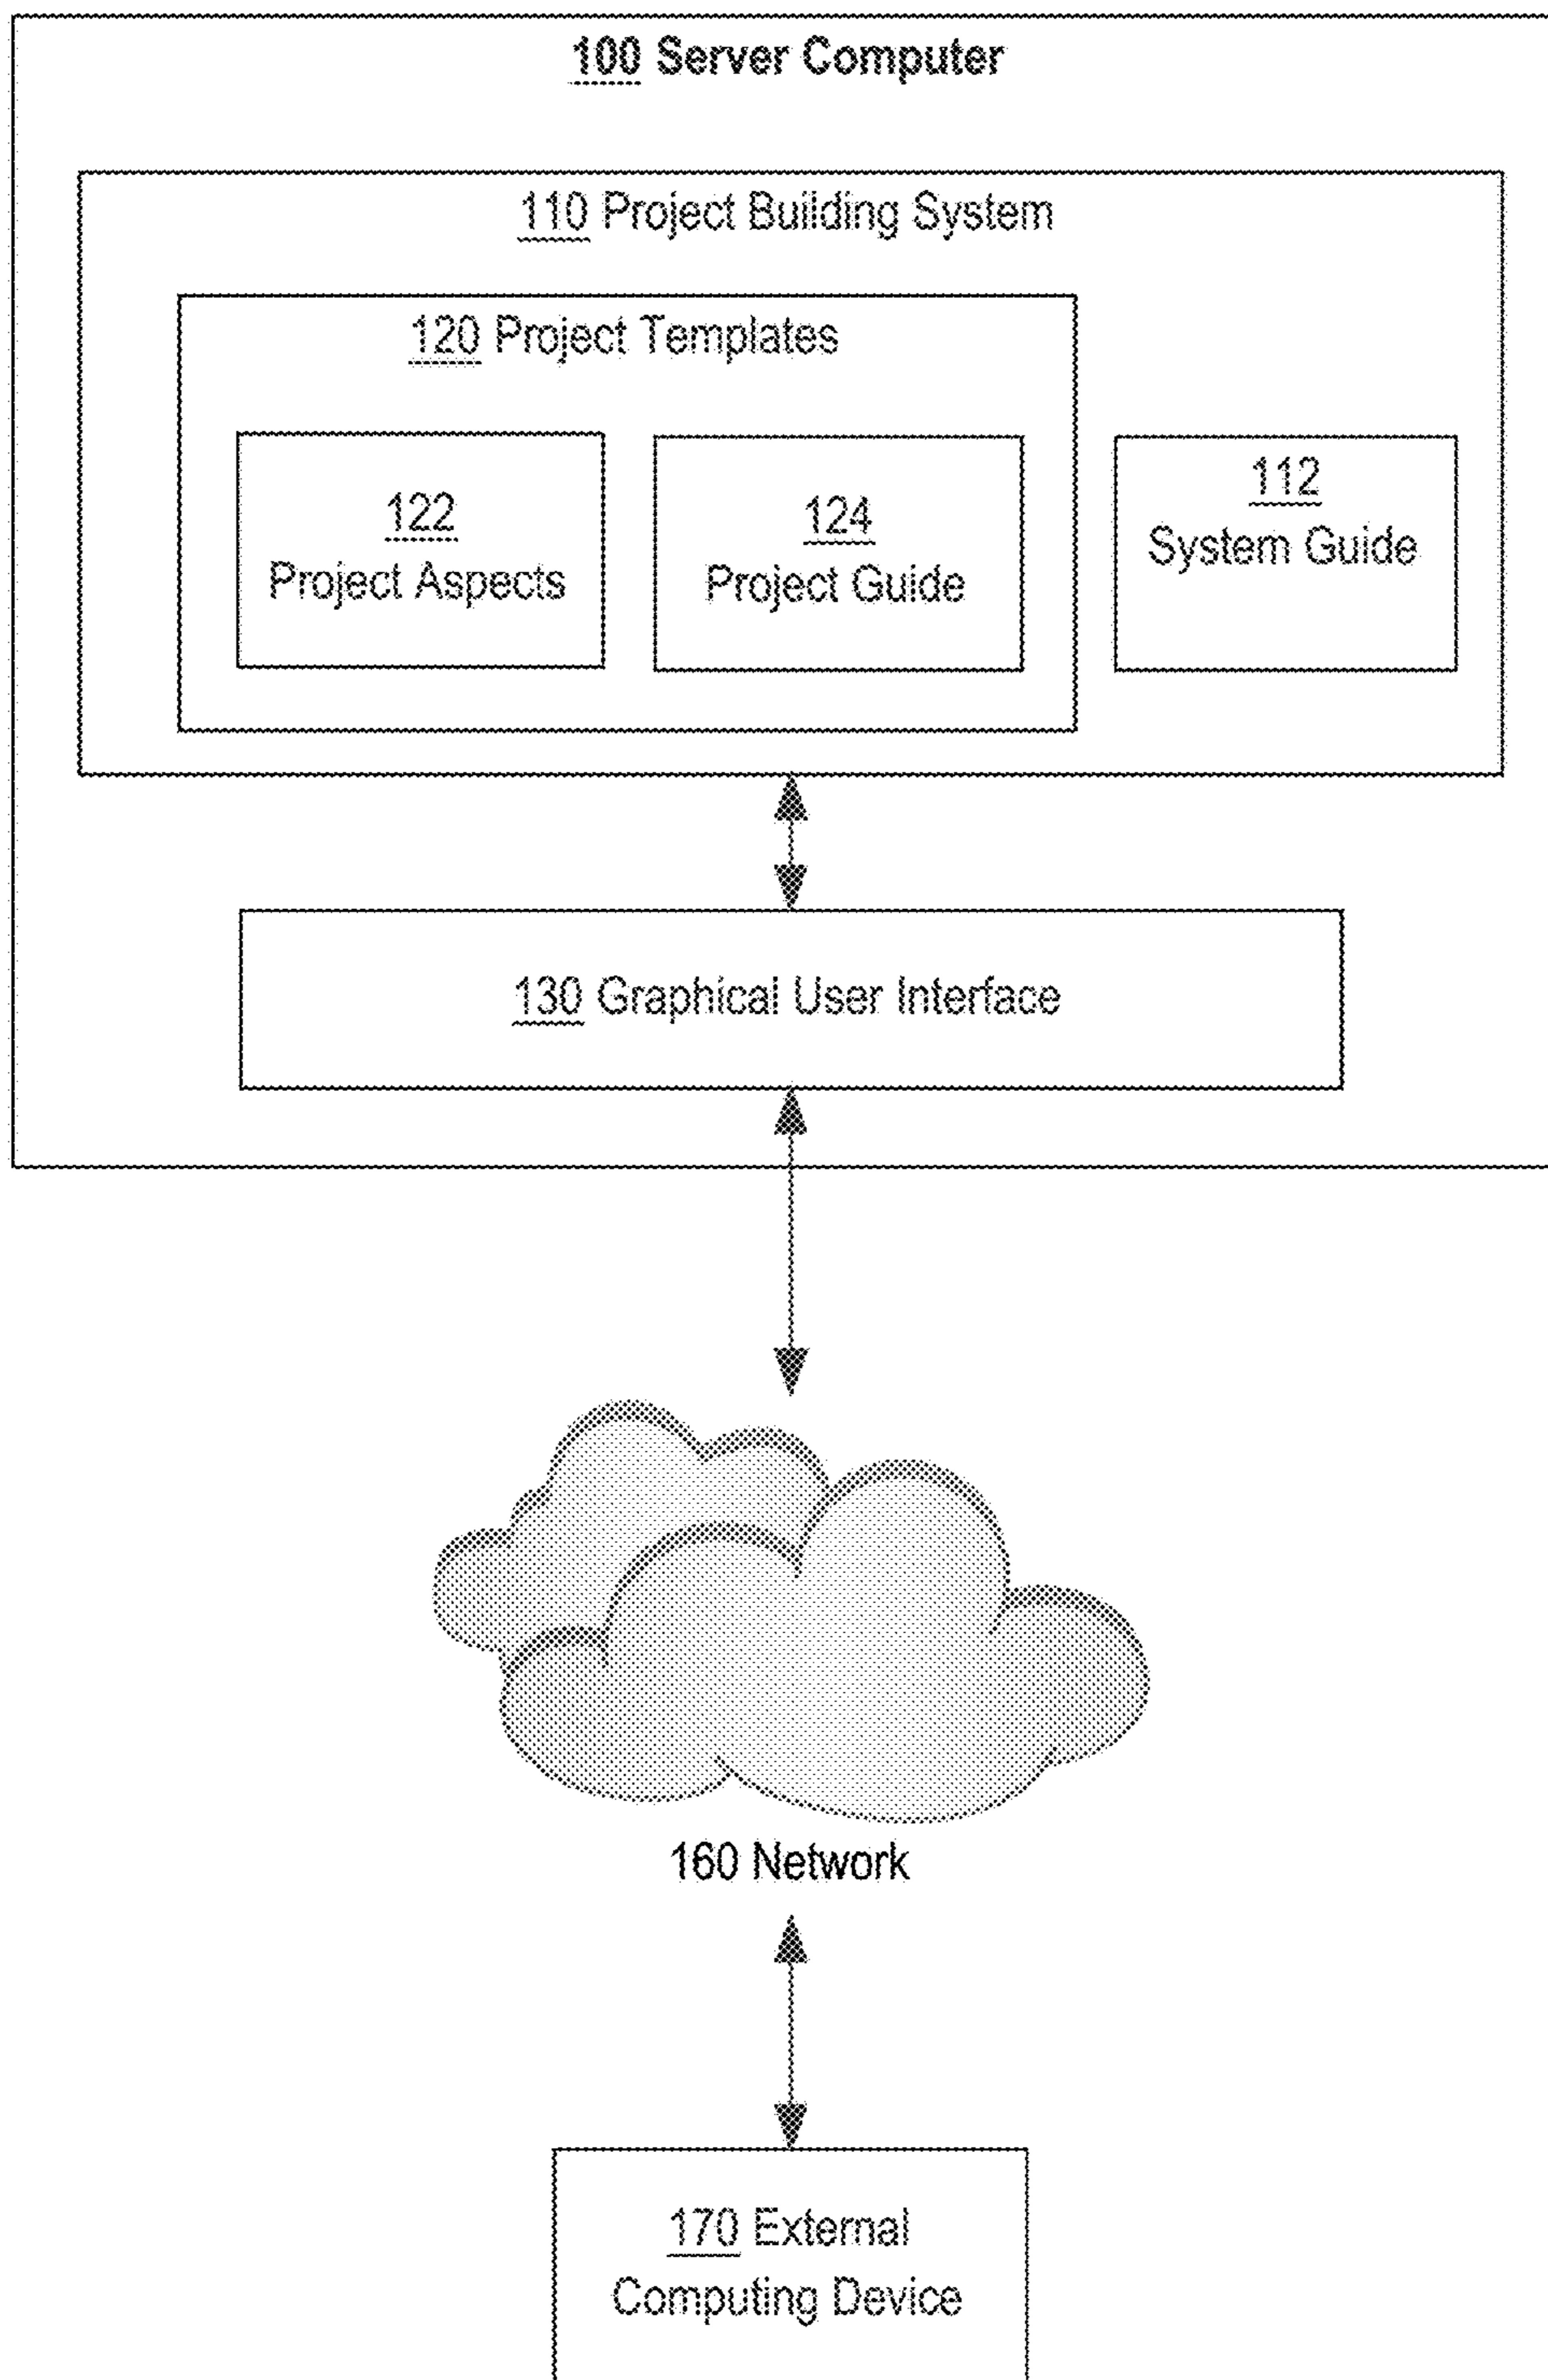 100 Server Computer
110 Project Building System
120 Project Templates
122
Project Aspects
124
Project Guide
112
System Guide
130 Graphical User Interface
160 Network
170 External
Computing Device